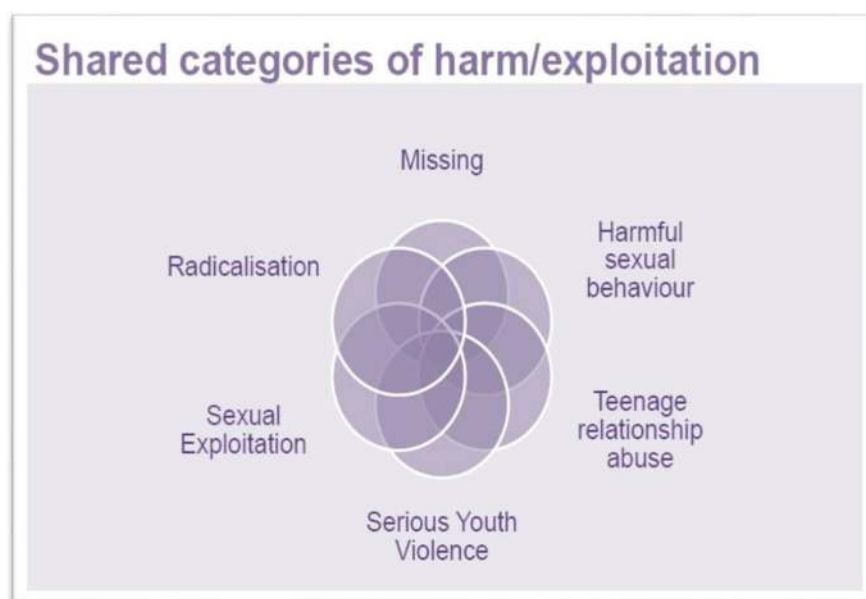 Shared categories of harm/exploitation
Missing
Harmful
sexual
behaviour
Radicalisation
Teenage
relationship
abuse
Sexual
Exploitation
Serious Youth
Violence